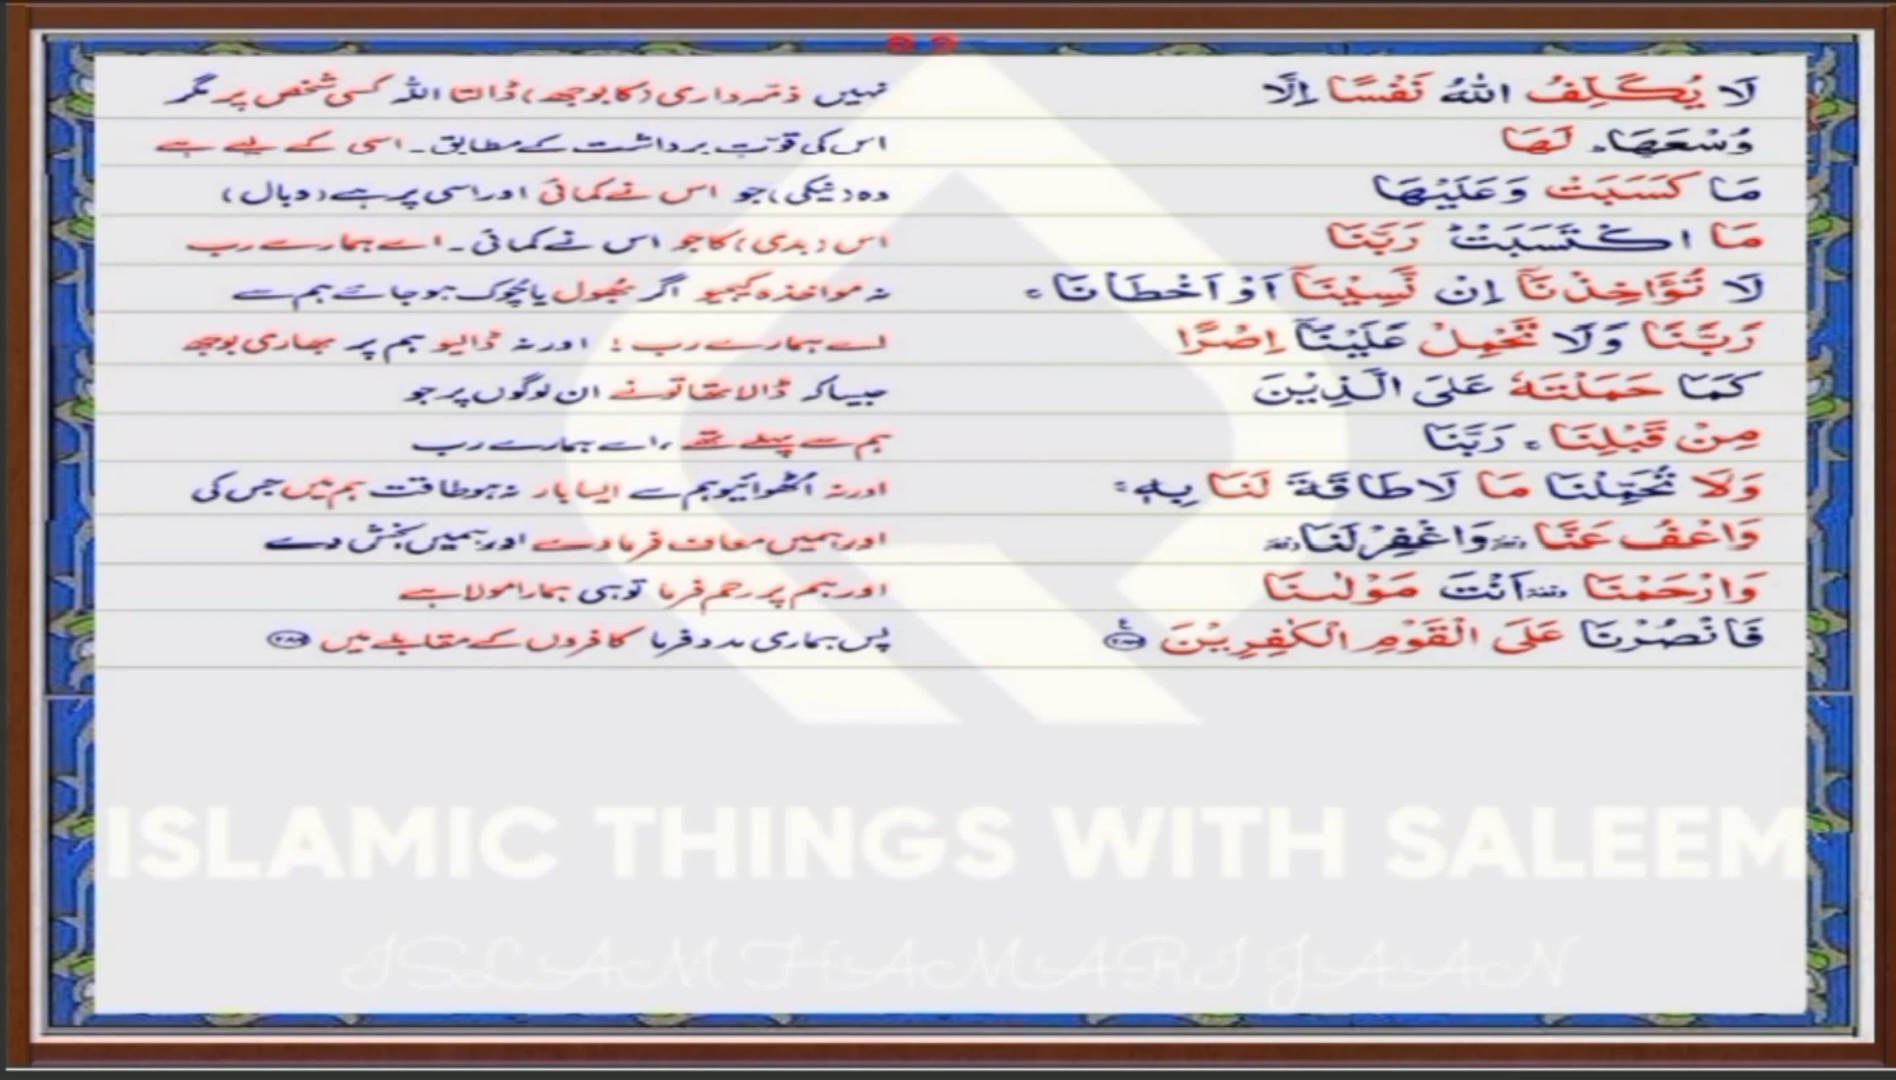 لَا يُكَلِّفُ اللّٰهُ نَفْسًا اِلَّا نہیں ذمّہ داری (کا بوجھ) ڈالتا اللہ کسی شخص پر مگر
وُسْعَهَا ؕ لَهَا اس کی قوّتِ برداشت کے مطابق۔ اسی کے لیے ہے
مَا كَسَبَتْ وَعَلَيْهَا وہ (نیکی) جو اس نے کمائی اور اسی پر ہے (وبال)
مَا اكْتَسَبَتْ ؕ رَبَّنَا اس (بدی) کا جو اس نے کمائی۔ اے ہمارے رب
لَا تُؤَاخِذْنَاۤ اِنْ نَّسِيْنَاۤ اَوْ اَخْطَاْنَا ۚ نہ مواخذہ کیجیو اگر بھول یا چوک ہو جائے ہم سے
رَبَّنَا وَلَا تَحْمِلْ عَلَيْنَاۤ اِصْرًا اے ہمارے رب! اور نہ ڈالیو ہم پر بھاری بوجھ
كَمَا حَمَلْتَهٗ عَلَى الَّذِيْنَ جیسا کہ ڈالا تھا تو نے ان لوگوں پر جو
مِنْ قَبْلِنَا ۚ رَبَّنَا ہم سے پہلے تھے، اے ہمارے رب
وَلَا تُحَمِّلْنَا مَا لَا طَاقَةَ لَنَا بِهٖ ۚ اور نہ اٹھوائیو ہم سے ایسا بار نہ ہو طاقت ہم میں جس کی
وَاعْفُ عَنَّا ٝ وَاغْفِرْ لَنَا ٝ اور ہمیں معاف فرما دے اور ہمیں بخش دے
وَارْحَمْنَا ٝ اَنْتَ مَوْلٰىنَا اور ہم پر رحم فرما تو ہی ہمارا مولا ہے
فَانْصُرْنَا عَلَى الْقَوْمِ الْكٰفِرِيْنَ ﴿۲۸۶﴾ پس ہماری مدد فرما کافروں کے مقابلے میں ﴿۲۸۶﴾
ISLAMIC THINGS WITH SALEEM
ISLAM HAMARI JAAN